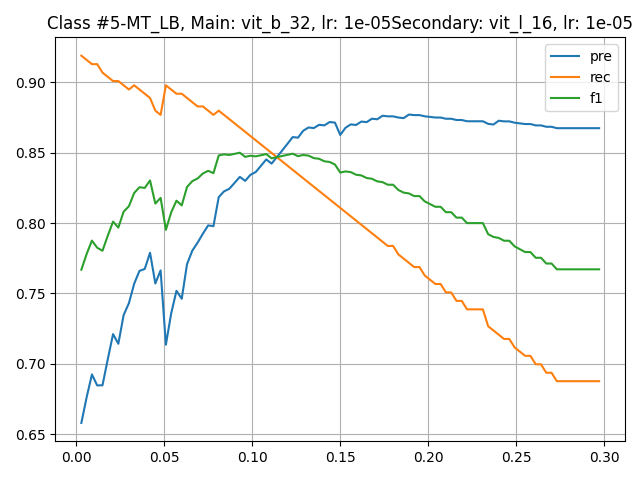 Class #5-MT_LB, Main: vit_b_32, lr: 1e-05Secondary: vit_l_16, lr: 1e-05
pre
rec
f1
0.90
0.85
0.80
0.75
0.70
0.65
0.00 0.05 0.10 0.15 0.20 0.25 0.30